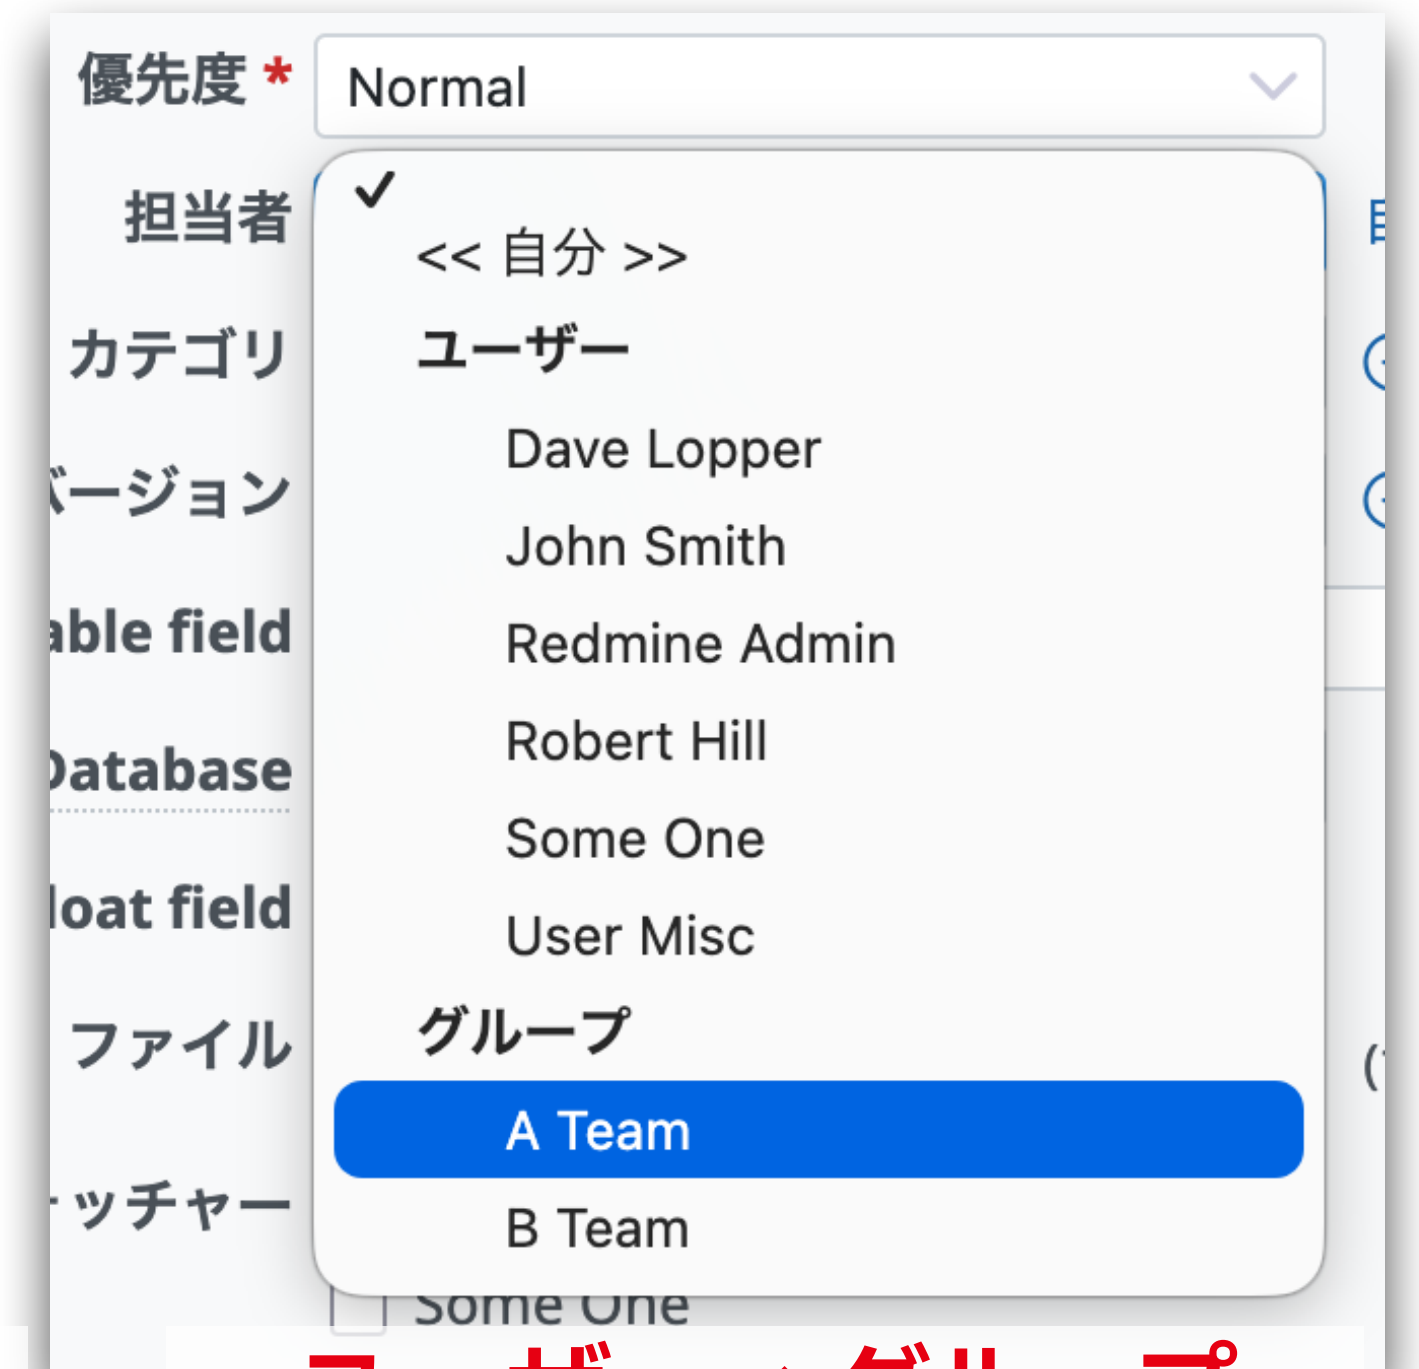 優先度 * Normal
担当者
<< 自分 >>
カテゴリ
ユーザー
Dave Lopper
バージョン
John Smith
able field
Redmine Admin
Robert Hill
Database
Some One
loat field
User Misc
ファイル
グループ
A Team
ッチャー
B Team
Some One